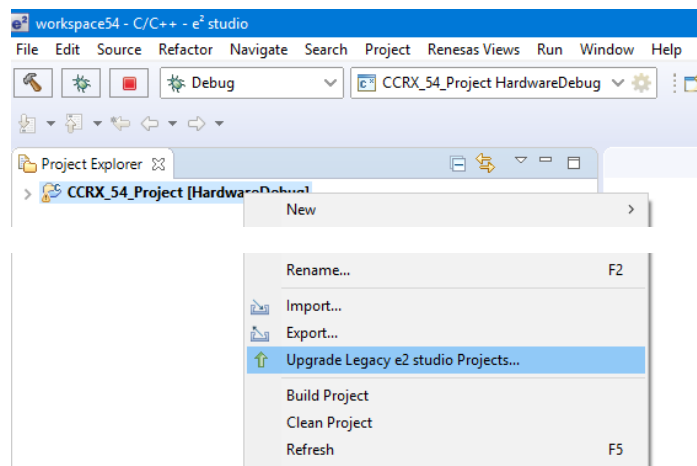 e² workspace54 - C/C++ - e² studio
File Edit Source Refactor Navigate Search Project Renesas Views Run Window Help
Debug CCRX_54_Project HardwareDebug
Project Explorer
CCRX_54_Project [HardwareDebug]
New
Rename... F2
Import...
Export...
Upgrade Legacy e2 studio Projects...
Build Project
Clean Project
Refresh F5